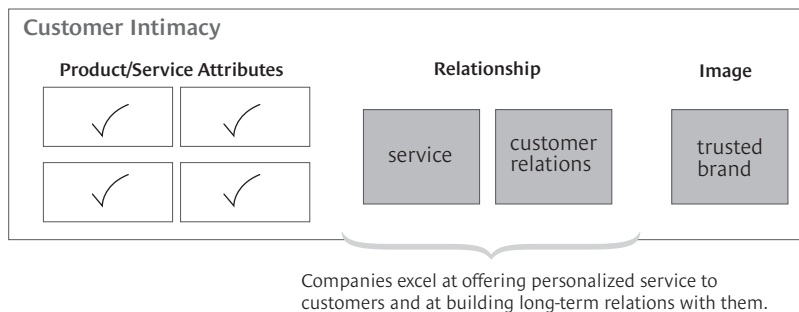 Customer Intimacy
Product/Service Attributes
Relationship
Image
service
customer
relations
trusted
brand
Companies excel at offering personalized service to
customers and at building long-term relations with them.